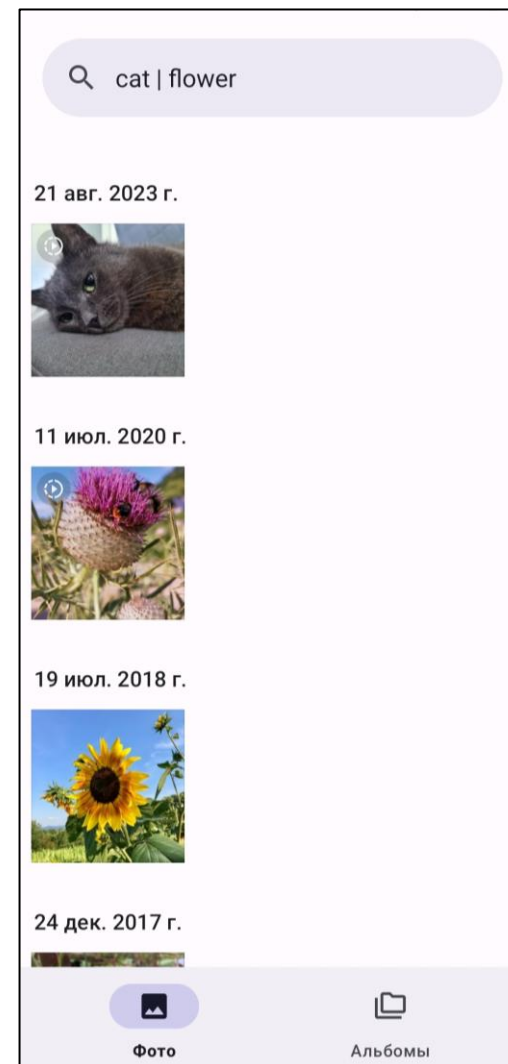 cat | flower
21 авг. 2023 г.
11 июл. 2020 г.
19 июл. 2018 г.
24 дек. 2017 г.
Фото
Альбомы